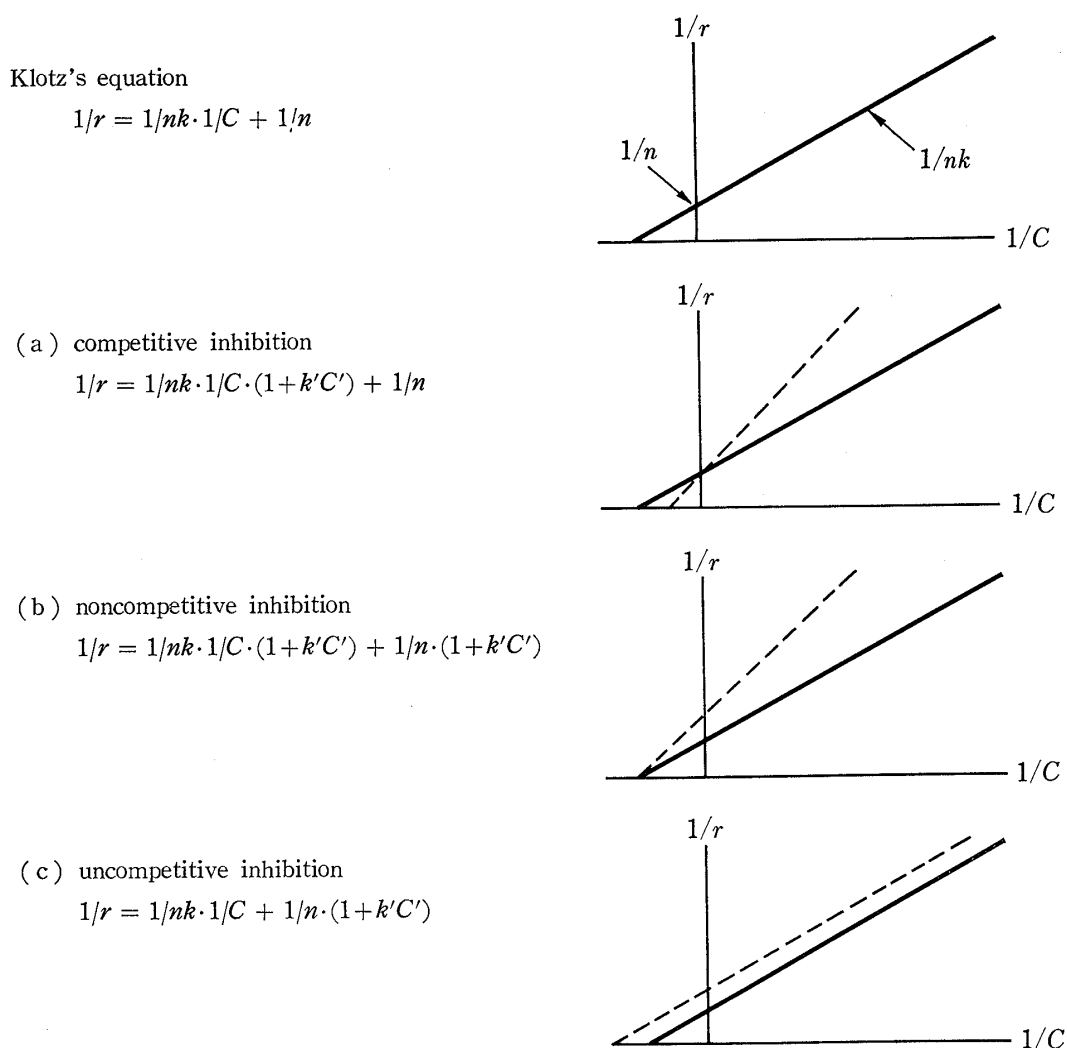 Klotz's equation
1/r = 1/nk·1/C + 1/n
1/r
1/n
1/nk
1/C
(a) competitive inhibition
1/r = 1/nk·1/C·(1+k'C') + 1/n
1/r
1/C
(b) noncompetitive inhibition
1/r = 1/nk·1/C·(1+k'C') + 1/n·(1+k'C')
1/r
1/C
(c) uncompetitive inhibition
1/r = 1/nk·1/C + 1/n·(1+k'C')
1/r
1/C